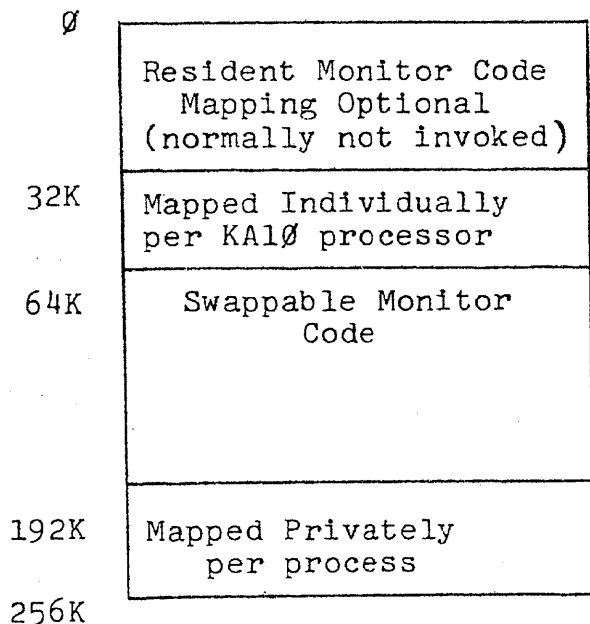 Ø
Resident Monitor Code
Mapping Optional
(normally not invoked)
32K
Mapped Individually
per KA1Ø processor
64K
Swappable Monitor
Code
192K
Mapped Privately
per process
256K